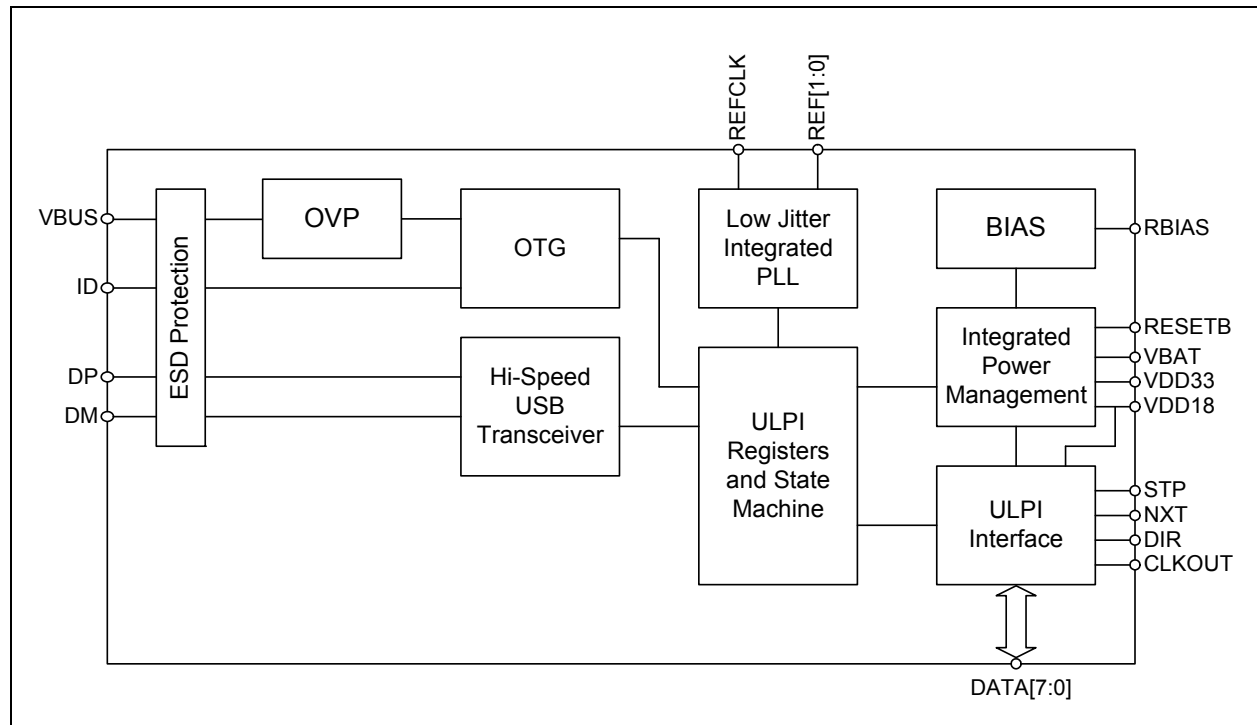 REFCLK
REF[1:0]
VBUS
ID
DP
DM
ESD Protection
OVP
OTG
Hi-Speed
USB
Transceiver
Low Jitter
Integrated
PLL
ULPI
Registers
and State
Machine
BIAS
Integrated
Power
Management
ULPI
Interface
RBIAS
RESETB
VBAT
VDD33
VDD18
STP
NXT
DIR
CLKOUT
DATA[7:0]